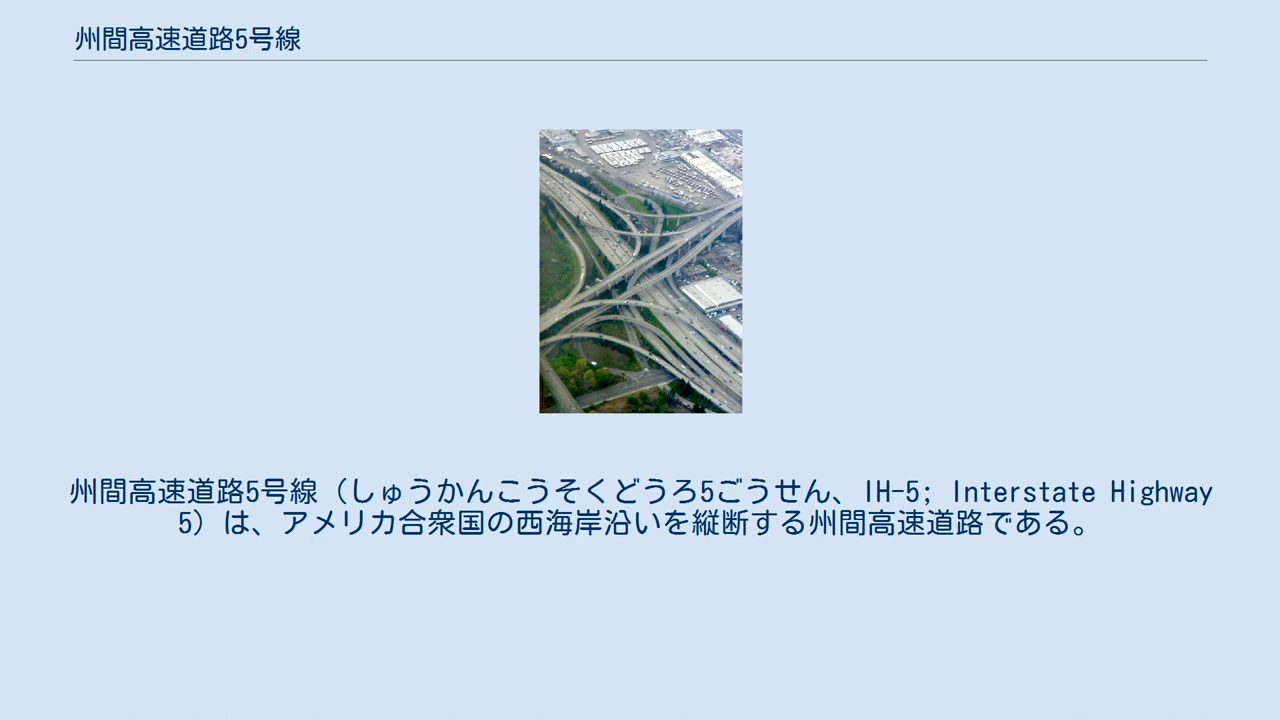 州間高速道路5号線
州間高速道路5号線（しゅうかんこうそくどうろ5ごうせん、IH-5; Interstate Highway
5）は、アメリカ合衆国の西海岸沿いを縦断する州間高速道路である。